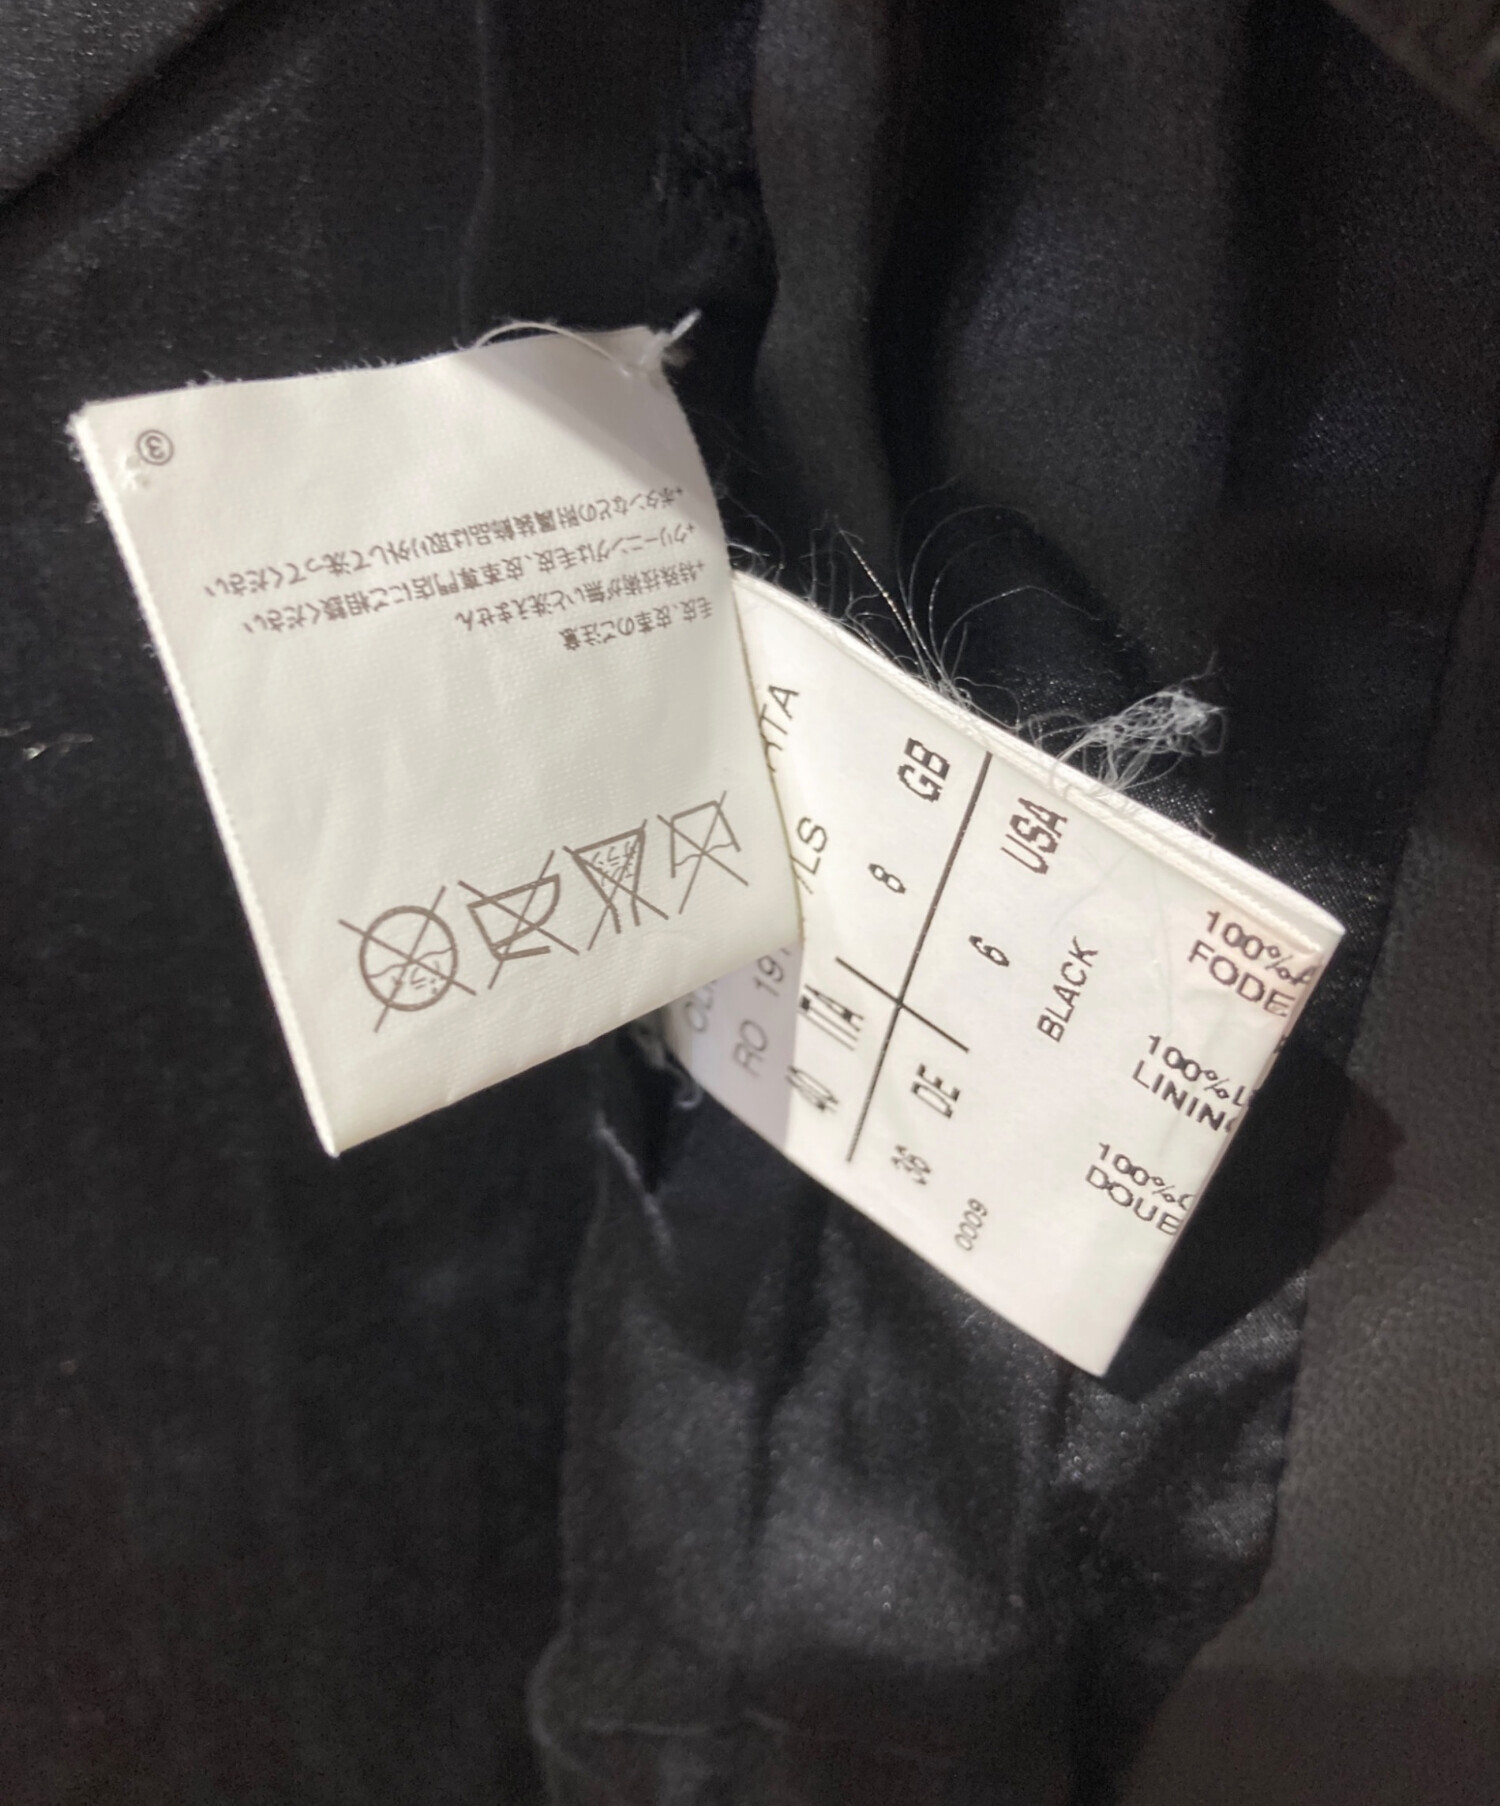 毛皮、皮革のご注意
+特殊技術が無いと洗えません
+クリーニングは毛皮、皮革専門店にご相談ください
+ボタンなどの附属装飾品は取り外して洗ってください
③
GB
8
USA
6
ITA
40
DE
36
BLACK
0009
100%
FODE
100%
LININ
100%
DOUE